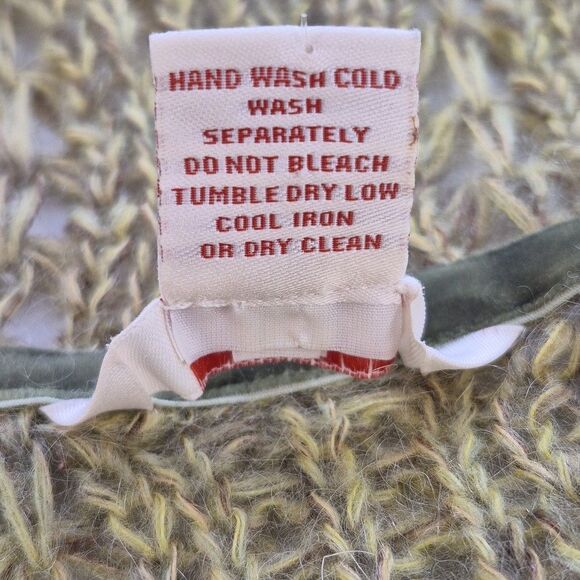 HAND WASH COLD
WASH
SEPARATELY
DO NOT BLEACH
TUMBLE DRY LOW
COOL IRON
OR DRY CLEAN